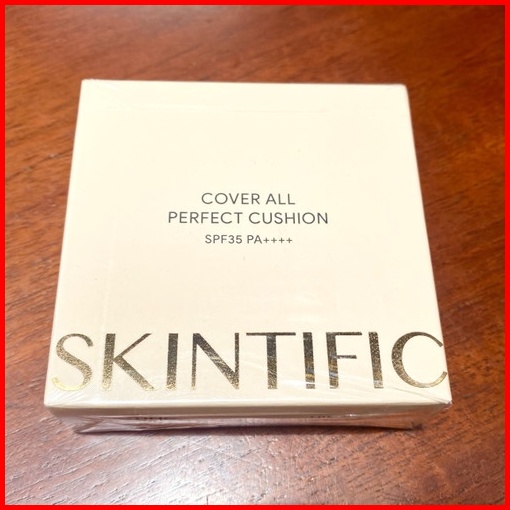 COVER ALL
PERFECT CUSHION
SPF35 PA++++
SKINTIFIC